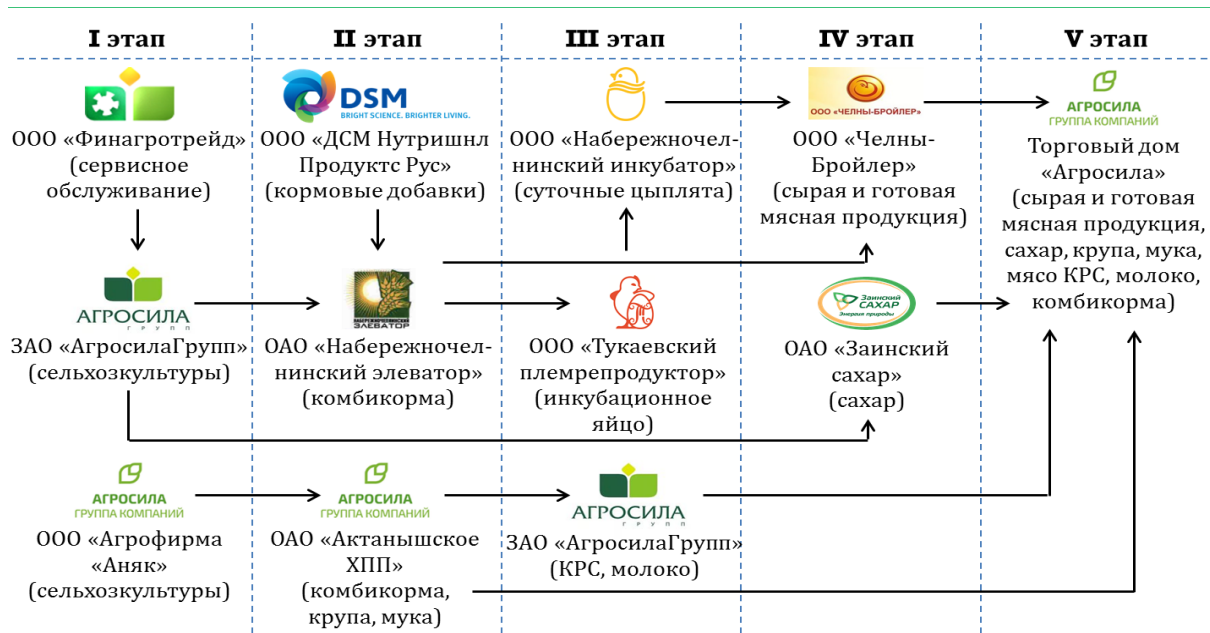 I этап
II этап
III этап
IV этап
V этап
ООО «Финагротрейд»
(сервисное
обслуживание)
DSM
BRIGHT SCIENCE. BRIGHTER LIVING.
ООО «ДСМ Нутришнл
Продуктс Рус»
(кормовые добавки)
ООО «Набережночел-
нинский инкубатор»
(суточные цыплята)
ООО «ЧЕЛНЫ-БРОЙЛЕР»
ООО «Челны-
Бройлер»
(сырая и готовая
мясная продукция)
АГРОСИЛА
ГРУППА КОМПАНИЙ
Торговый дом
«Агросила»
(сырая и готовая
мясная продукция,
сахар, крупа, мука,
мясо КРС, молоко,
комбикорма)
АГРОСИЛА
ГРУПП
ЗАО «АгросилаГрупп»
(сельхозкультуры)
НАБЕРЕЖНОЧЕЛНИНСКИЙ
ЭЛЕВАТОР
ОАО «Набережночел-
нинский элеватор»
(комбикорма)
ООО «Тукаевский
племрепродуктор»
(инкубационное
яйцо)
Заинский
САХАР
Энергия природы
ОАО «Заинский
сахар»
(сахар)
АГРОСИЛА
ГРУППА КОМПАНИЙ
ООО «Агрофирма
«Аняк»
(сельхозкультуры)
АГРОСИЛА
ГРУППА КОМПАНИЙ
ОАО «Актанышское
ХПП»
(комбикорма,
крупа, мука)
АГРОСИЛА
ГРУПП
ЗАО «АгросилаГрупп»
(КРС, молоко)